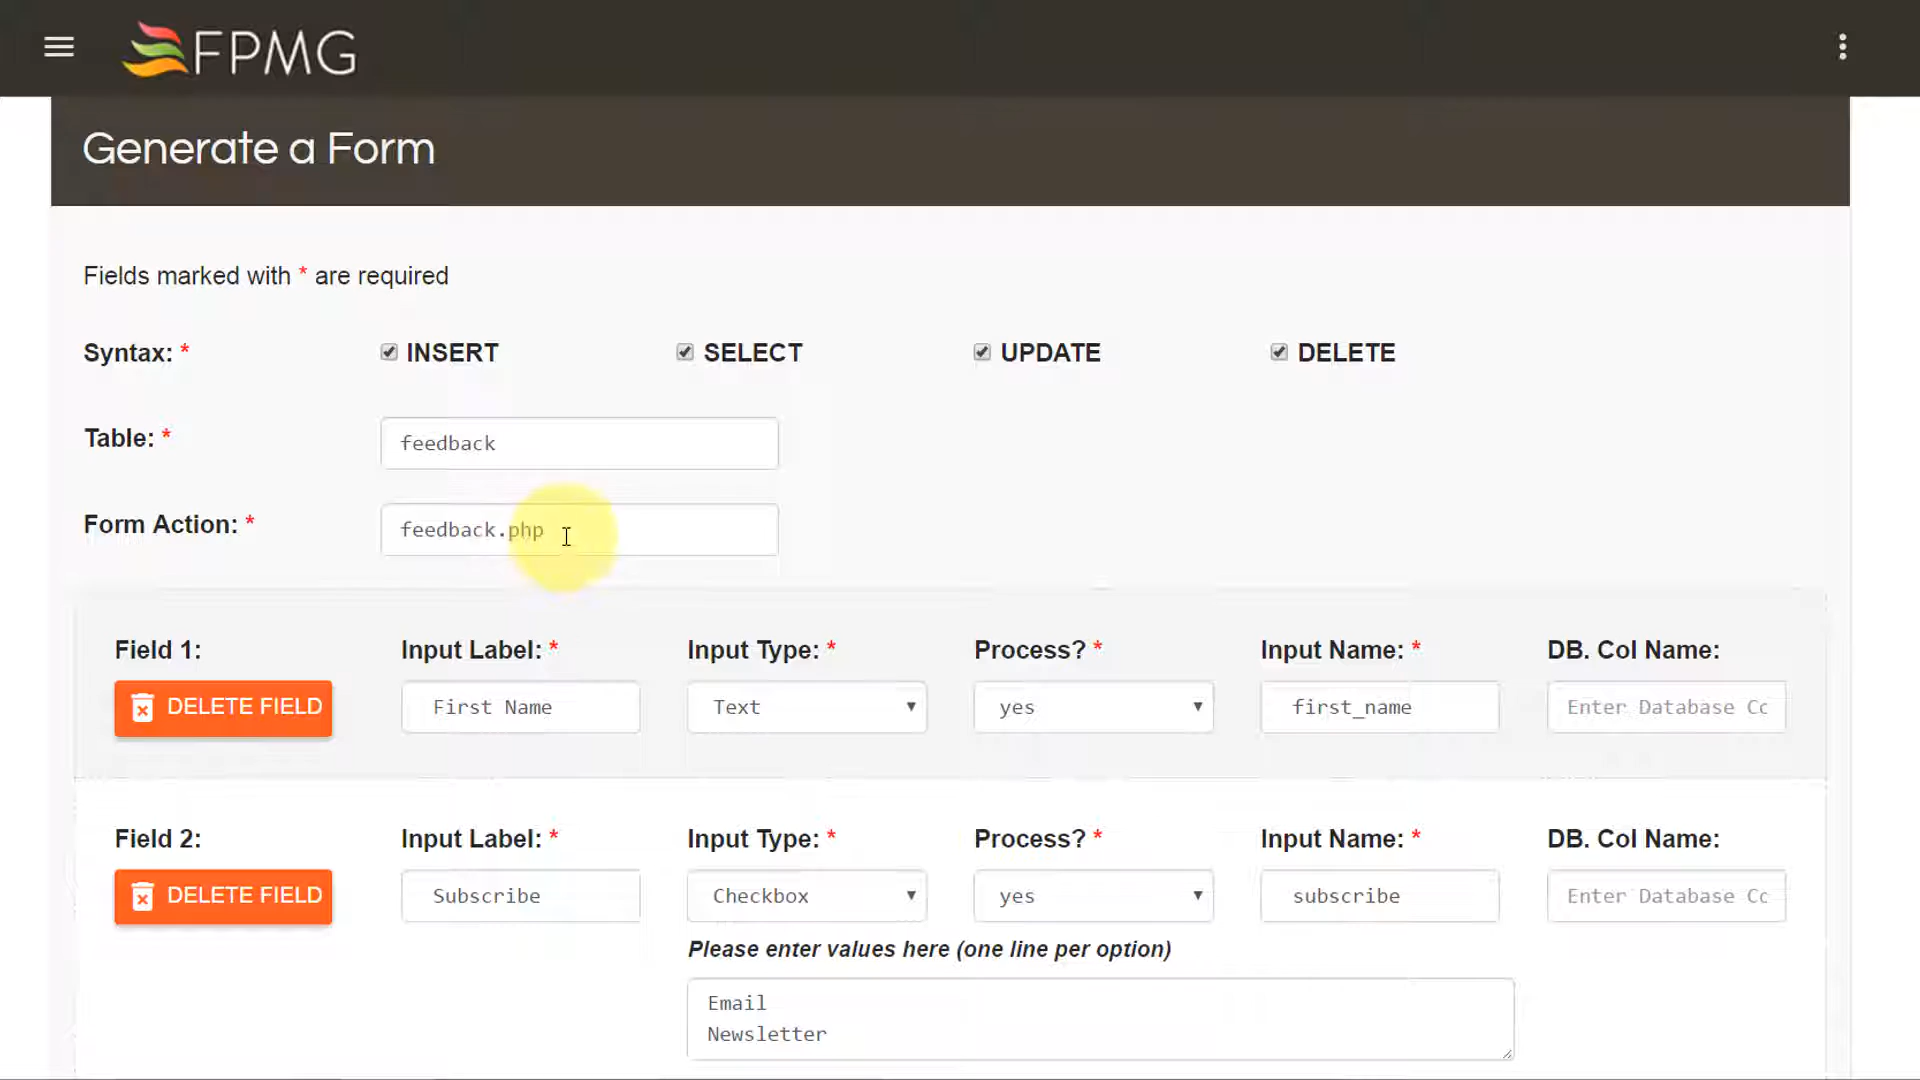 FPMG
Generate a Form
Fields marked with * are required
Syntax: * INSERT SELECT UPDATE DELETE
Table: * feedback
Form Action: * feedback.php
Field 1: Input Label: * Input Type: * Process? * Input Name: * DB. Col Name:
DELETE FIELD First Name Text yes first_name Enter Database Cc
Field 2: Input Label: * Input Type: * Process? * Input Name: * DB. Col Name:
DELETE FIELD Subscribe Checkbox yes subscribe Enter Database Cc
Please enter values here (one line per option)
Email
Newsletter